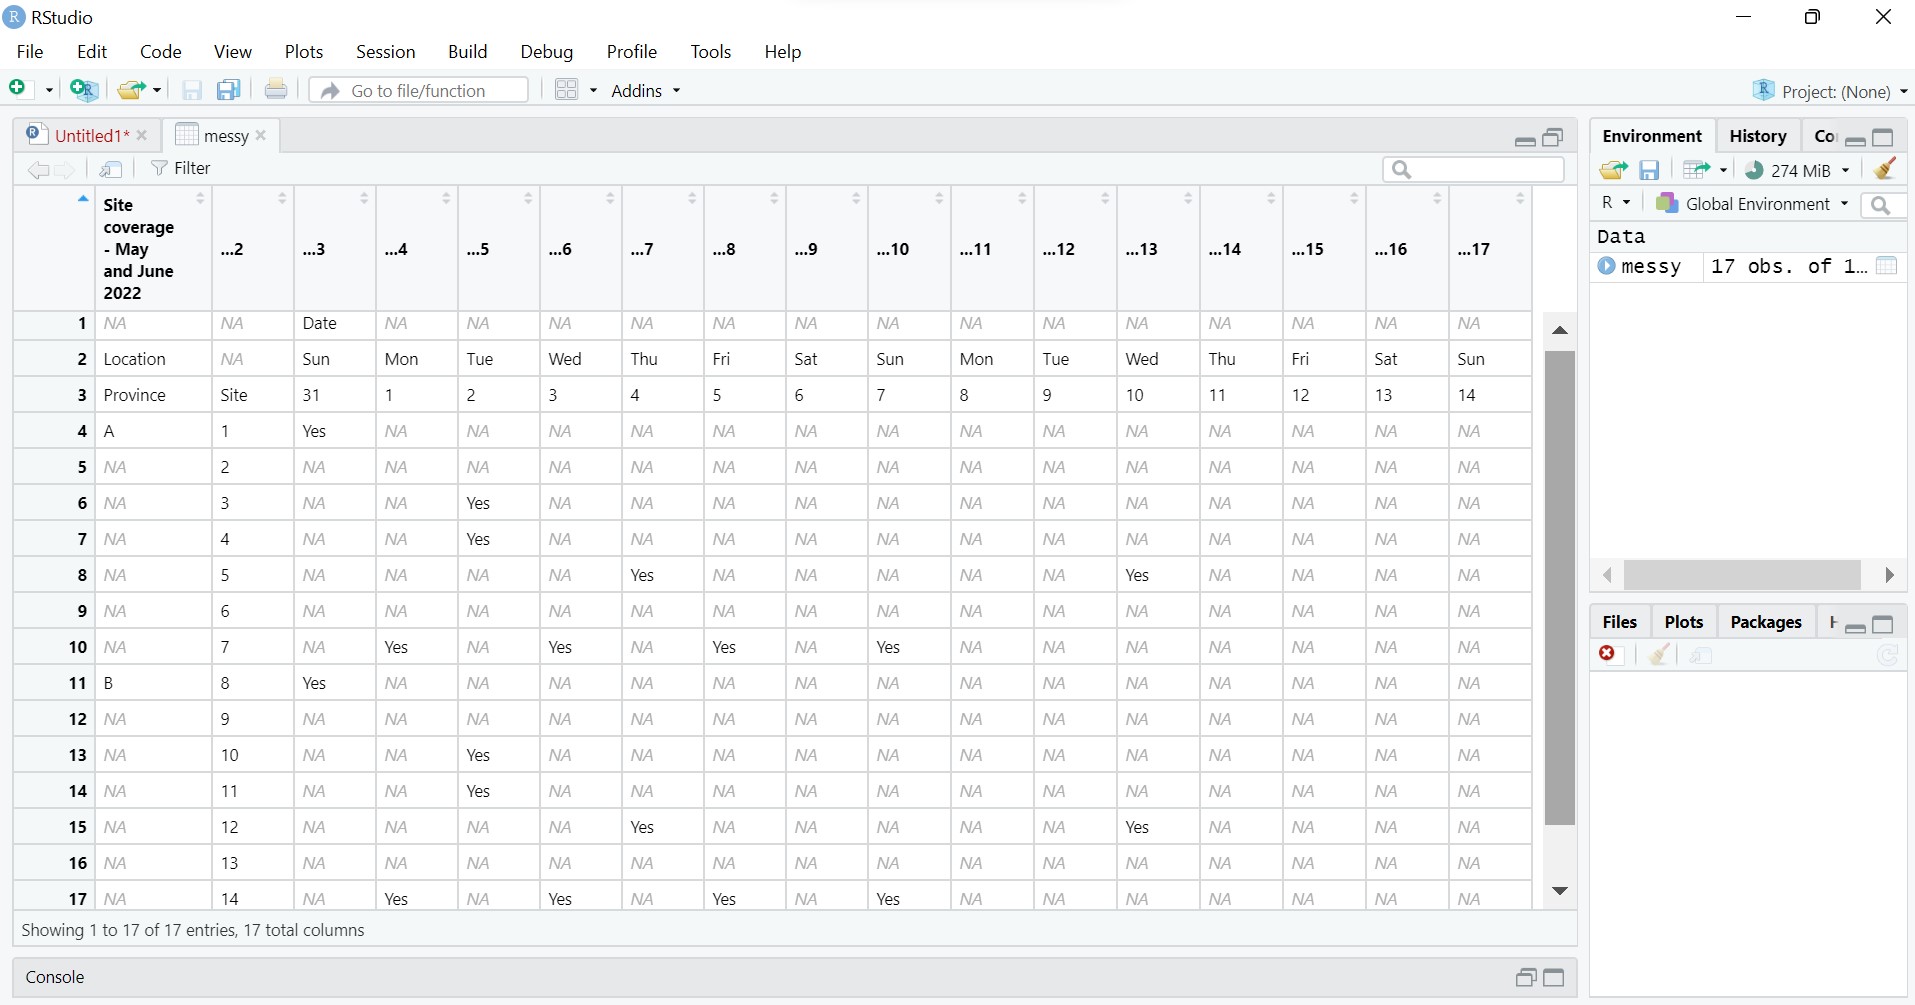 RStudio
File Edit Code View Plots Session Build Debug Profile Tools Help
Go to file/function Addins Project: (None)
Untitled1* messy
Filter
Site coverage - May and June 2022 ...2 ...3 ...4 ...5 ...6 ...7 ...8 ...9 ...10 ...11 ...12 ...13 ...14 ...15 ...16 ...17
1 NA NA Date NA NA NA NA NA NA NA NA NA NA NA NA NA NA
2 Location NA Sun Mon Tue Wed Thu Fri Sat Sun Mon Tue Wed Thu Fri Sat Sun
3 Province Site 31 1 2 3 4 5 6 7 8 9 10 11 12 13 14
4 A 1 Yes NA NA NA NA NA NA NA NA NA NA NA NA NA NA
5 NA 2 NA NA NA NA NA NA NA NA NA NA NA NA NA NA NA
6 NA 3 NA NA Yes NA NA NA NA NA NA NA NA NA NA NA NA
7 NA 4 NA NA Yes NA NA NA NA NA NA NA NA NA NA NA NA
8 NA 5 NA NA NA NA Yes NA NA NA NA NA Yes NA NA NA NA
9 NA 6 NA NA NA NA NA NA NA NA NA NA NA NA NA NA NA
10 NA 7 NA Yes NA Yes NA Yes NA Yes NA NA NA NA NA NA NA
11 B 8 Yes NA NA NA NA NA NA NA NA NA NA NA NA NA NA
12 NA 9 NA NA NA NA NA NA NA NA NA NA NA NA NA NA NA
13 NA 10 NA NA Yes NA NA NA NA NA NA NA NA NA NA NA NA
14 NA 11 NA NA Yes NA NA NA NA NA NA NA NA NA NA NA NA
15 NA 12 NA NA NA NA Yes NA NA NA NA NA Yes NA NA NA NA
16 NA 13 NA NA NA NA NA NA NA NA NA NA NA NA NA NA NA
17 NA 14 NA Yes NA Yes NA Yes NA Yes NA NA NA NA NA NA NA
Showing 1 to 17 of 17 entries, 17 total columns
Console
Environment History Co
274 MiB
R Global Environment
Data
messy 17 obs. of 1…
Files Plots Packages